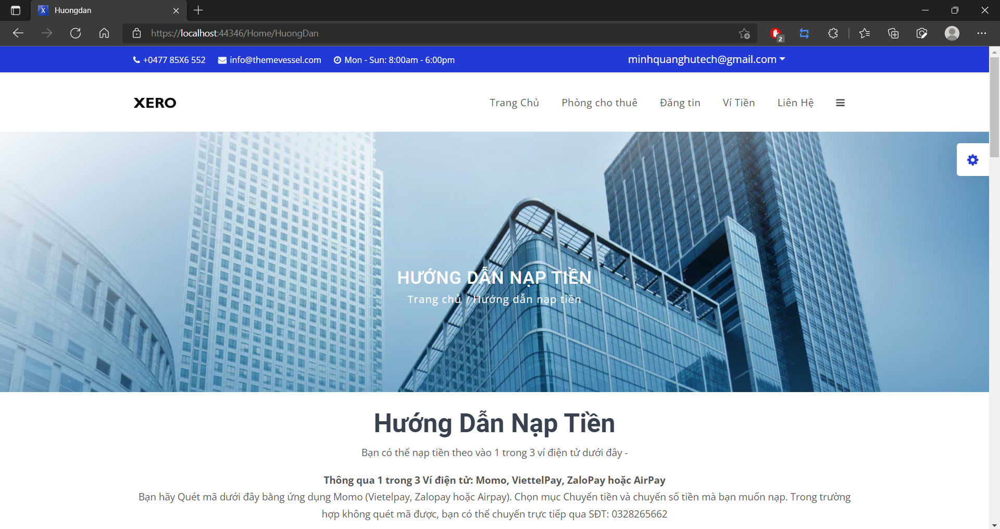 Huongdan
https://localhost:44346/Home/HuongDan
2
+0477 85X6 552 info@themevessel.com Mon - Sun: 8:00am - 6:00pm minhquanghutech@gmail.com
XERO
Trang Chủ Phòng cho thuê Đăng tin Ví Tiền Liên Hệ
HƯỚNG DẪN NẠP TIỀN
Trang chủ / Hướng dẫn nạp tiền
Hướng Dẫn Nạp Tiền
Bạn có thể nạp tiền theo vào 1 trong 3 ví điện tử dưới đây -
Thông qua 1 trong 3 Ví điện tử: Momo, ViettelPay, ZaloPay hoặc AirPay
Bạn hãy Quét mã dưới đây bằng ứng dụng Momo (Vietelpay, Zalopay hoặc Airpay). Chọn mục Chuyển tiền và chuyển số tiền mà bạn muốn nạp. Trong trường
hợp không quét mã được, bạn có thể chuyển trực tiếp qua SĐT: 0328265662